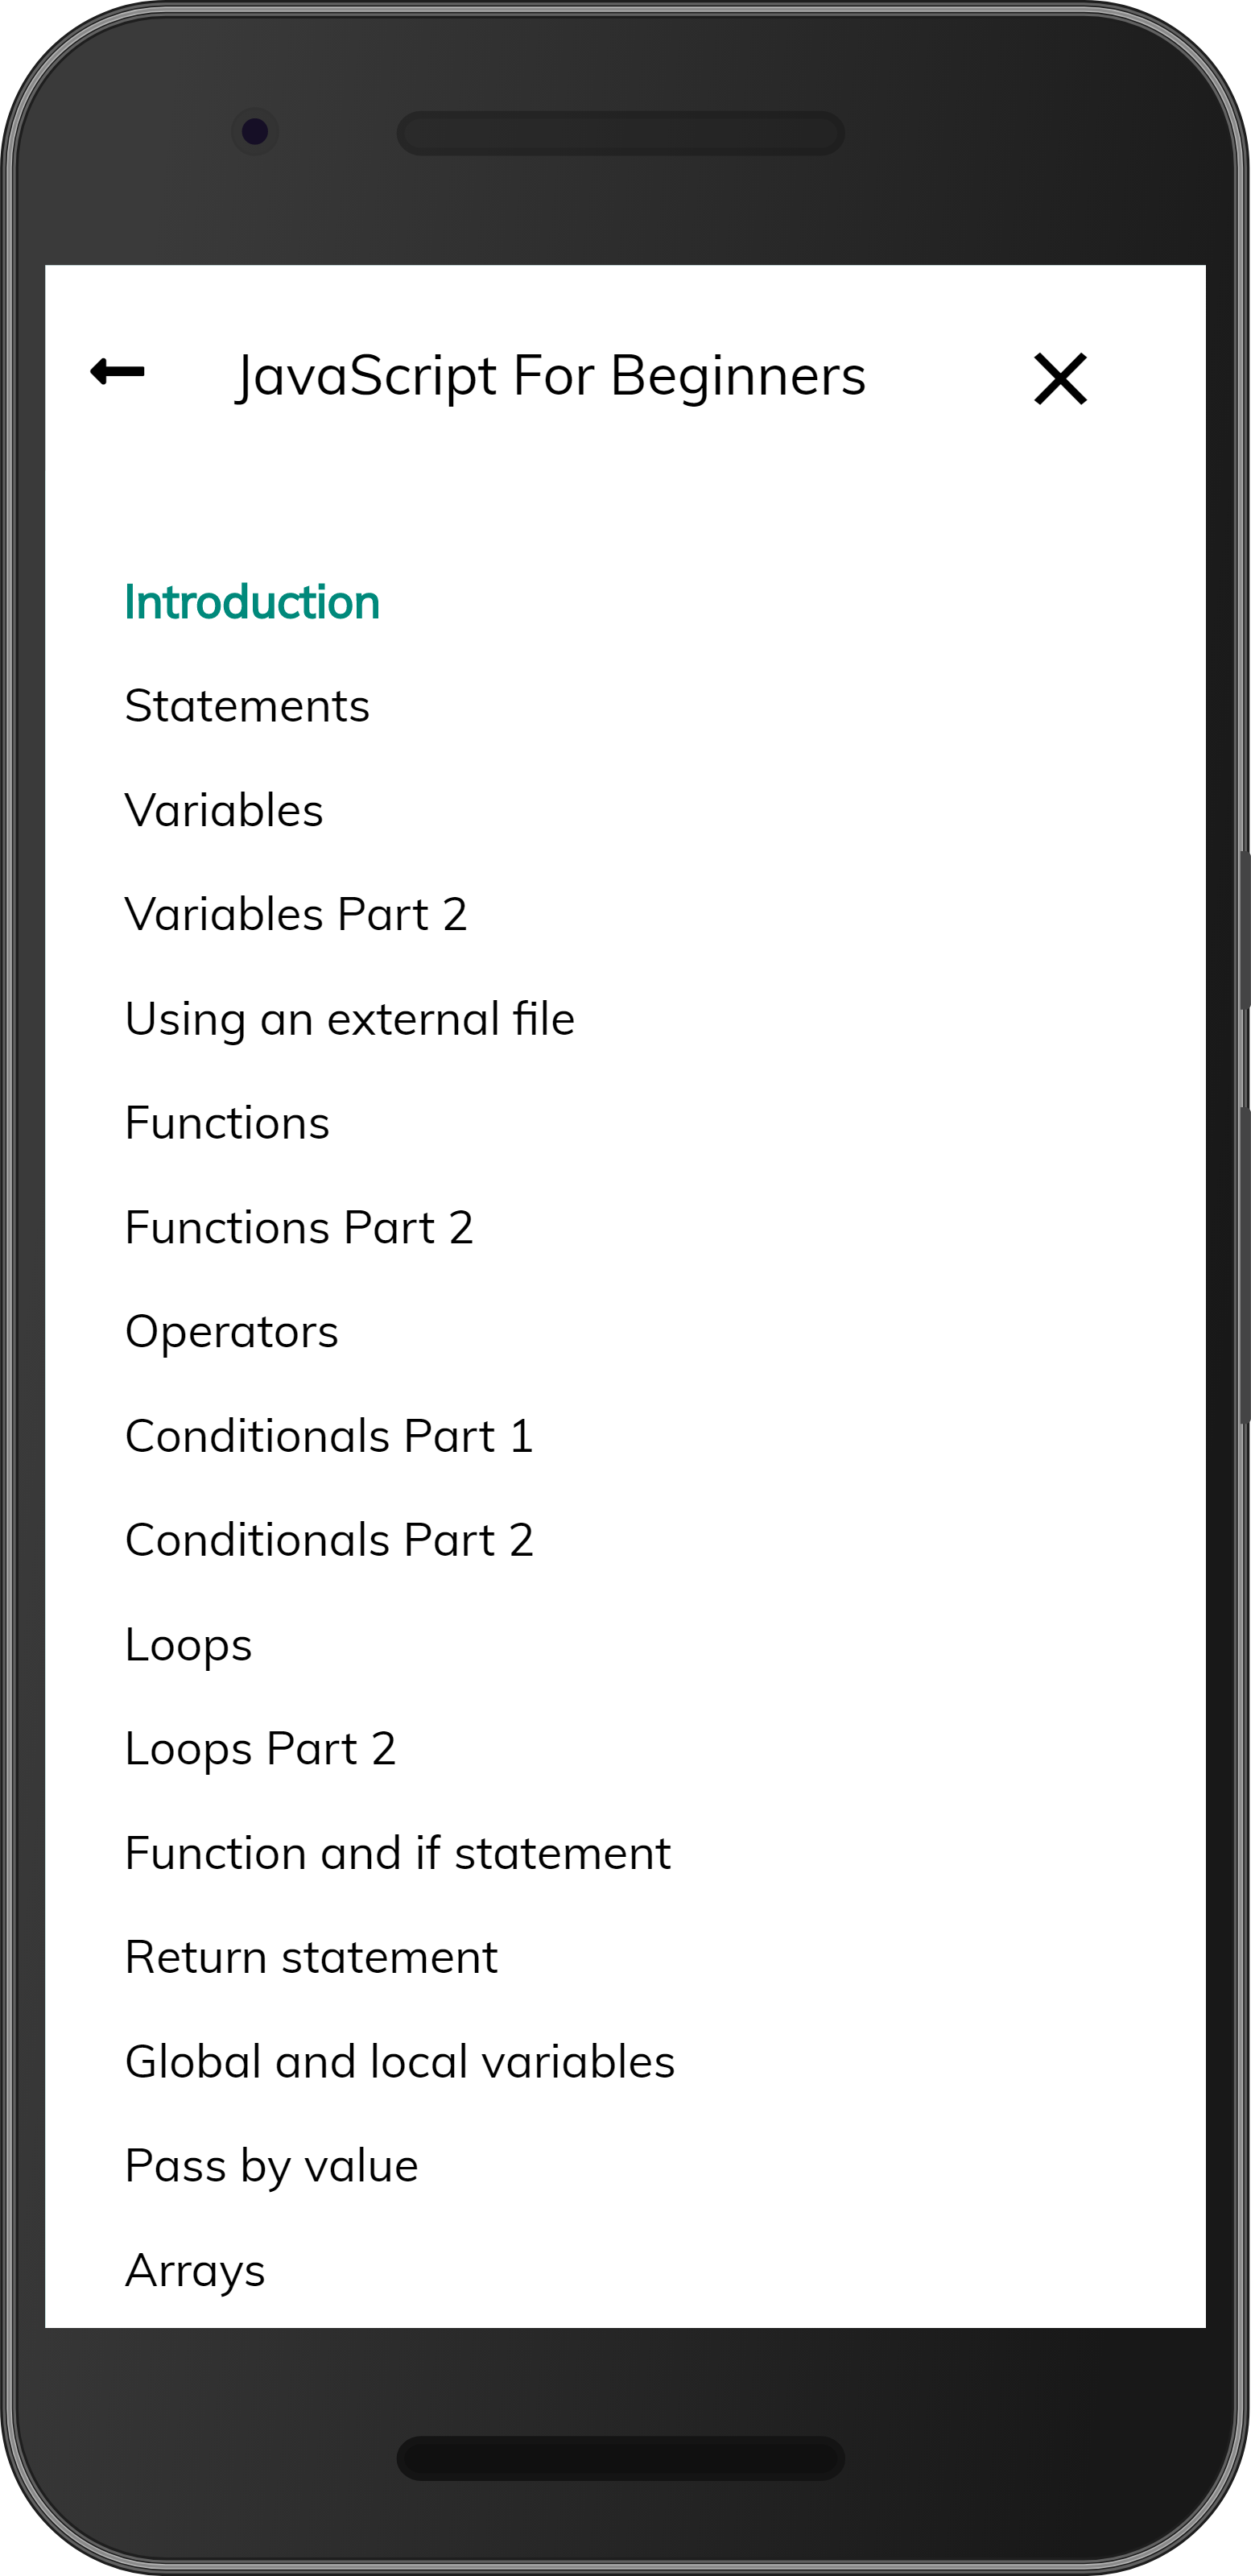 JavaScript For Beginners
Introduction
Statements
Variables
Variables Part 2
Using an external file
Functions
Functions Part 2
Operators
Conditionals Part 1
Conditionals Part 2
Loops
Loops Part 2
Function and if statement
Return statement
Global and local variables
Pass by value
Arrays